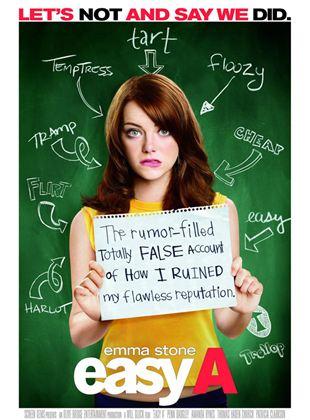 LET'S NOT AND SAY WE DID.
tart
TEMPTRESS
floozy
TRAMP
CHEAP
FLIRT
easy
HARLOT
Trollop
The rumor-filled
Totally FALSE Account
of How I RUINED
my flawless reputation.
emma stone
easy A